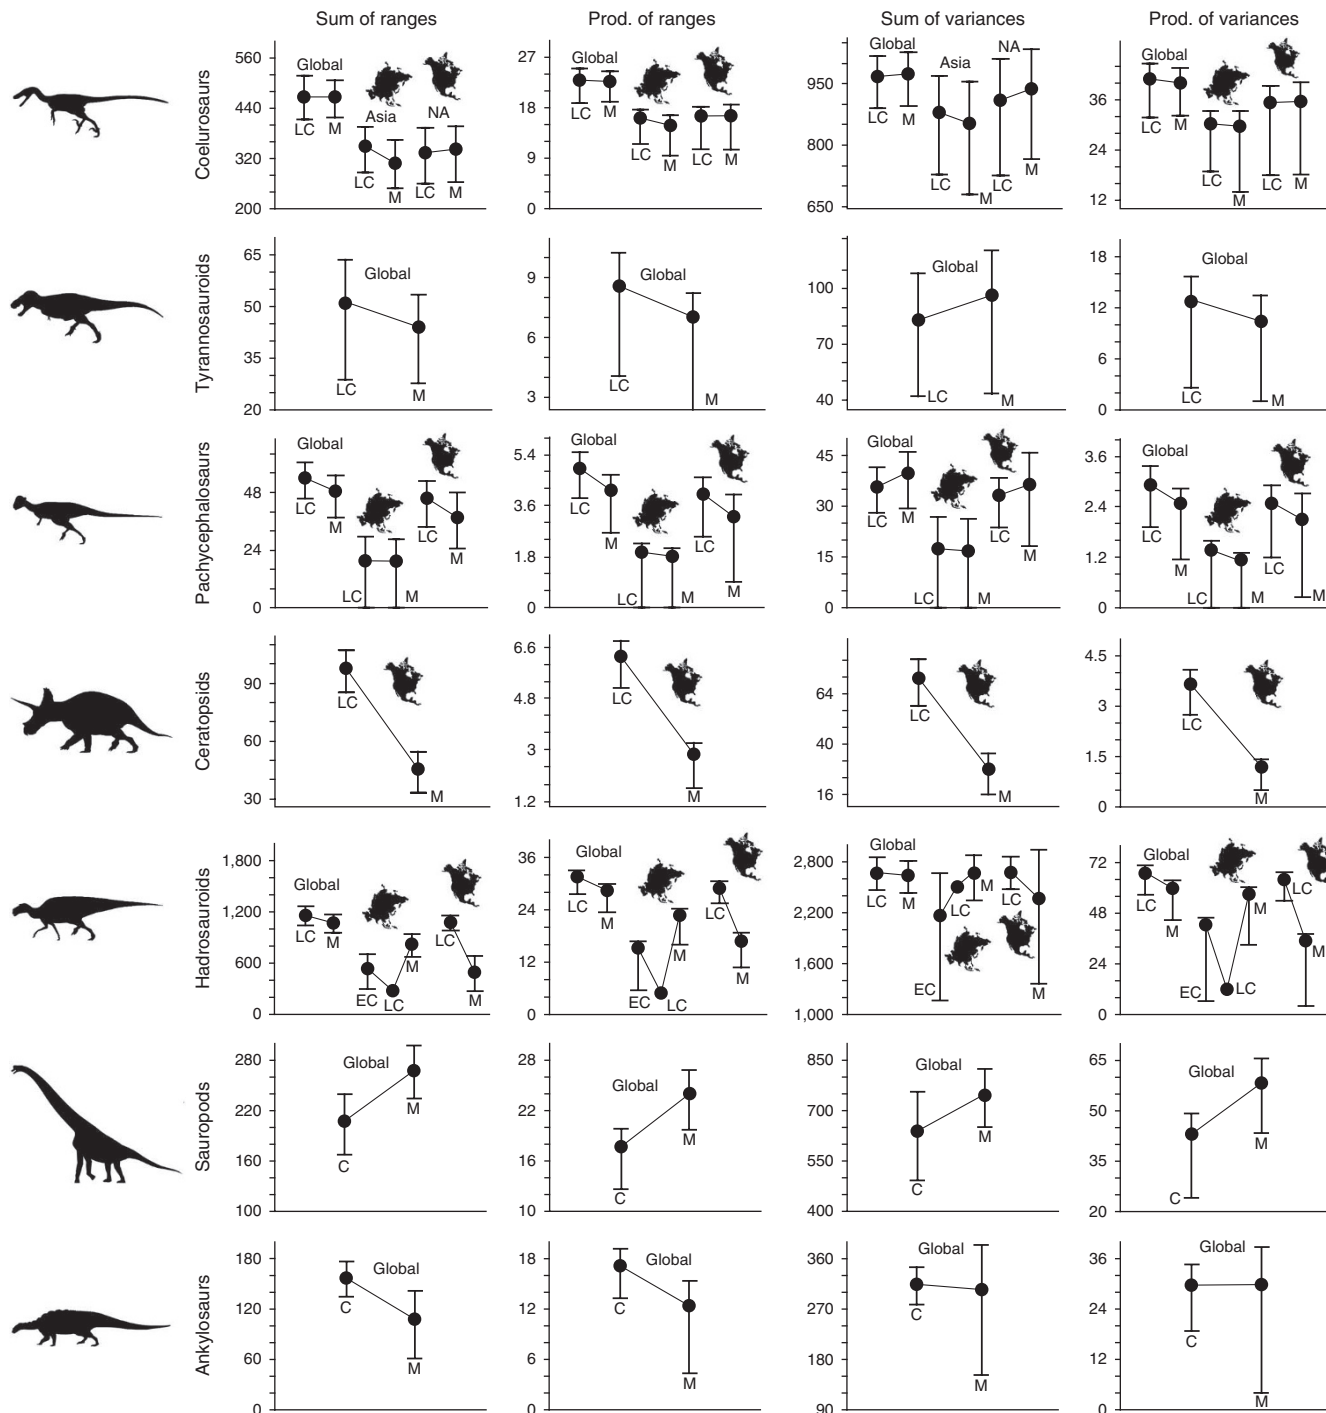 Sum of ranges Prod. of ranges Sum of variances Prod. of variances
Coelurosaurs
560
440
320
200
Global
LC M
Asia
LC M
NA
LC M
27
18
9
0
LC M
LC M
LC M
950
800
650
Global
LC M
Asia
LC M
NA
LC M
36
24
12
Global
LC M
LC M
LC M
Tyrannosauroids
65
50
35
20
Global
LC M
9
6
3
Global
LC M
100
70
40
Global
LC M
18
12
6
0
Global
LC M
Pachycephalosaurs
48
24
0
Global
LC M
LC M
LC M
5.4
3.6
1.8
0
Global
LC M
LC M
LC M
45
30
15
0
Global
LC M
LC M
LC M
3.6
2.4
1.2
0
Global
LC M
LC M
LC M
Ceratopsids
90
60
30
LC M
6.6
4.8
3
1.2
LC M
64
40
16
LC M
4.5
3
1.5
0
LC M
Hadrosauroids
1,800
1,200
600
0
Global
LC M
EC LC M
LC M
36
24
12
0
Global
LC M
EC LC M
LC M
2,800
2,200
1,600
1,000
Global
LC M
EC LC M
LC M
72
48
24
0
Global
LC M
EC LC M
LC M
Sauropods
280
220
160
100
Global
C M
28
22
16
10
Global
C M
850
700
550
400
Global
C M
65
50
35
20
Global
C M
Ankylosaurs
180
120
60
0
Global
C M
18
12
6
0
Global
C M
360
270
180
90
Global
C M
36
24
12
0
Global
C M